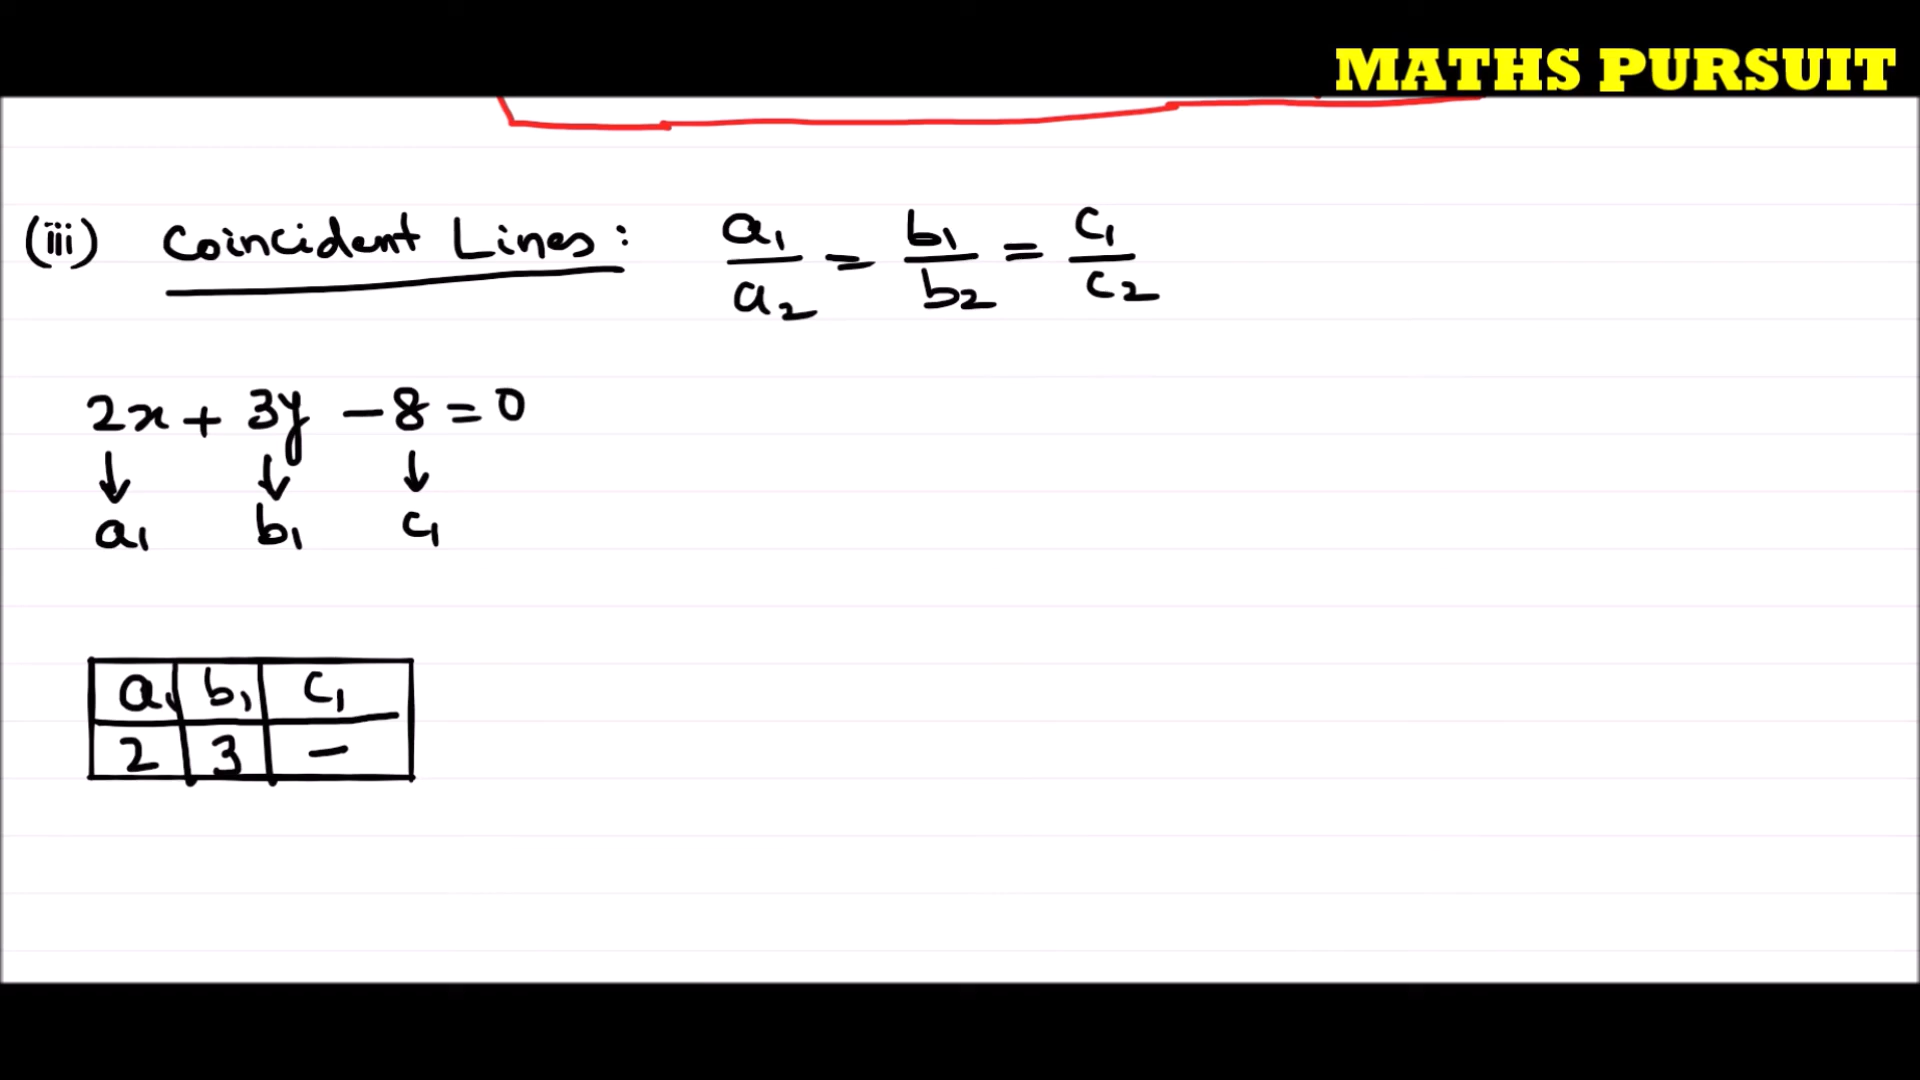 MATHS PURSUIT
(iii) Coincident Lines: a₁/a₂ = b₁/b₂ = c₁/c₂
2x + 3y - 8 = 0
↓ ↓ ↓
a₁ b₁ c₁
a₁ b₁ c₁
2 3 -